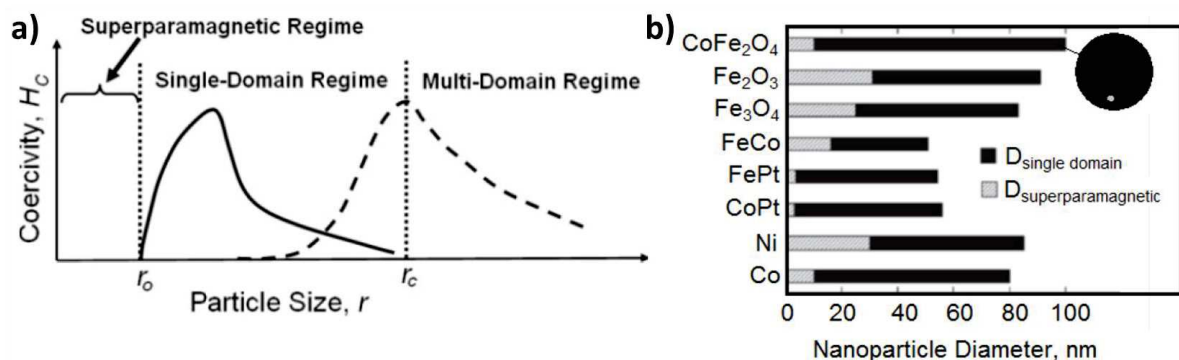 a)
Superparamagnetic Regime
Single-Domain Regime
Multi-Domain Regime
Coercivity, H_C
r_o
r_c
Particle Size, r
b)
CoFe₂O₄
Fe₂O₃
Fe₃O₄
FeCo
FePt
CoPt
Ni
Co
D_single domain
D_superparamagnetic
0 20 40 60 80 100
Nanoparticle Diameter, nm